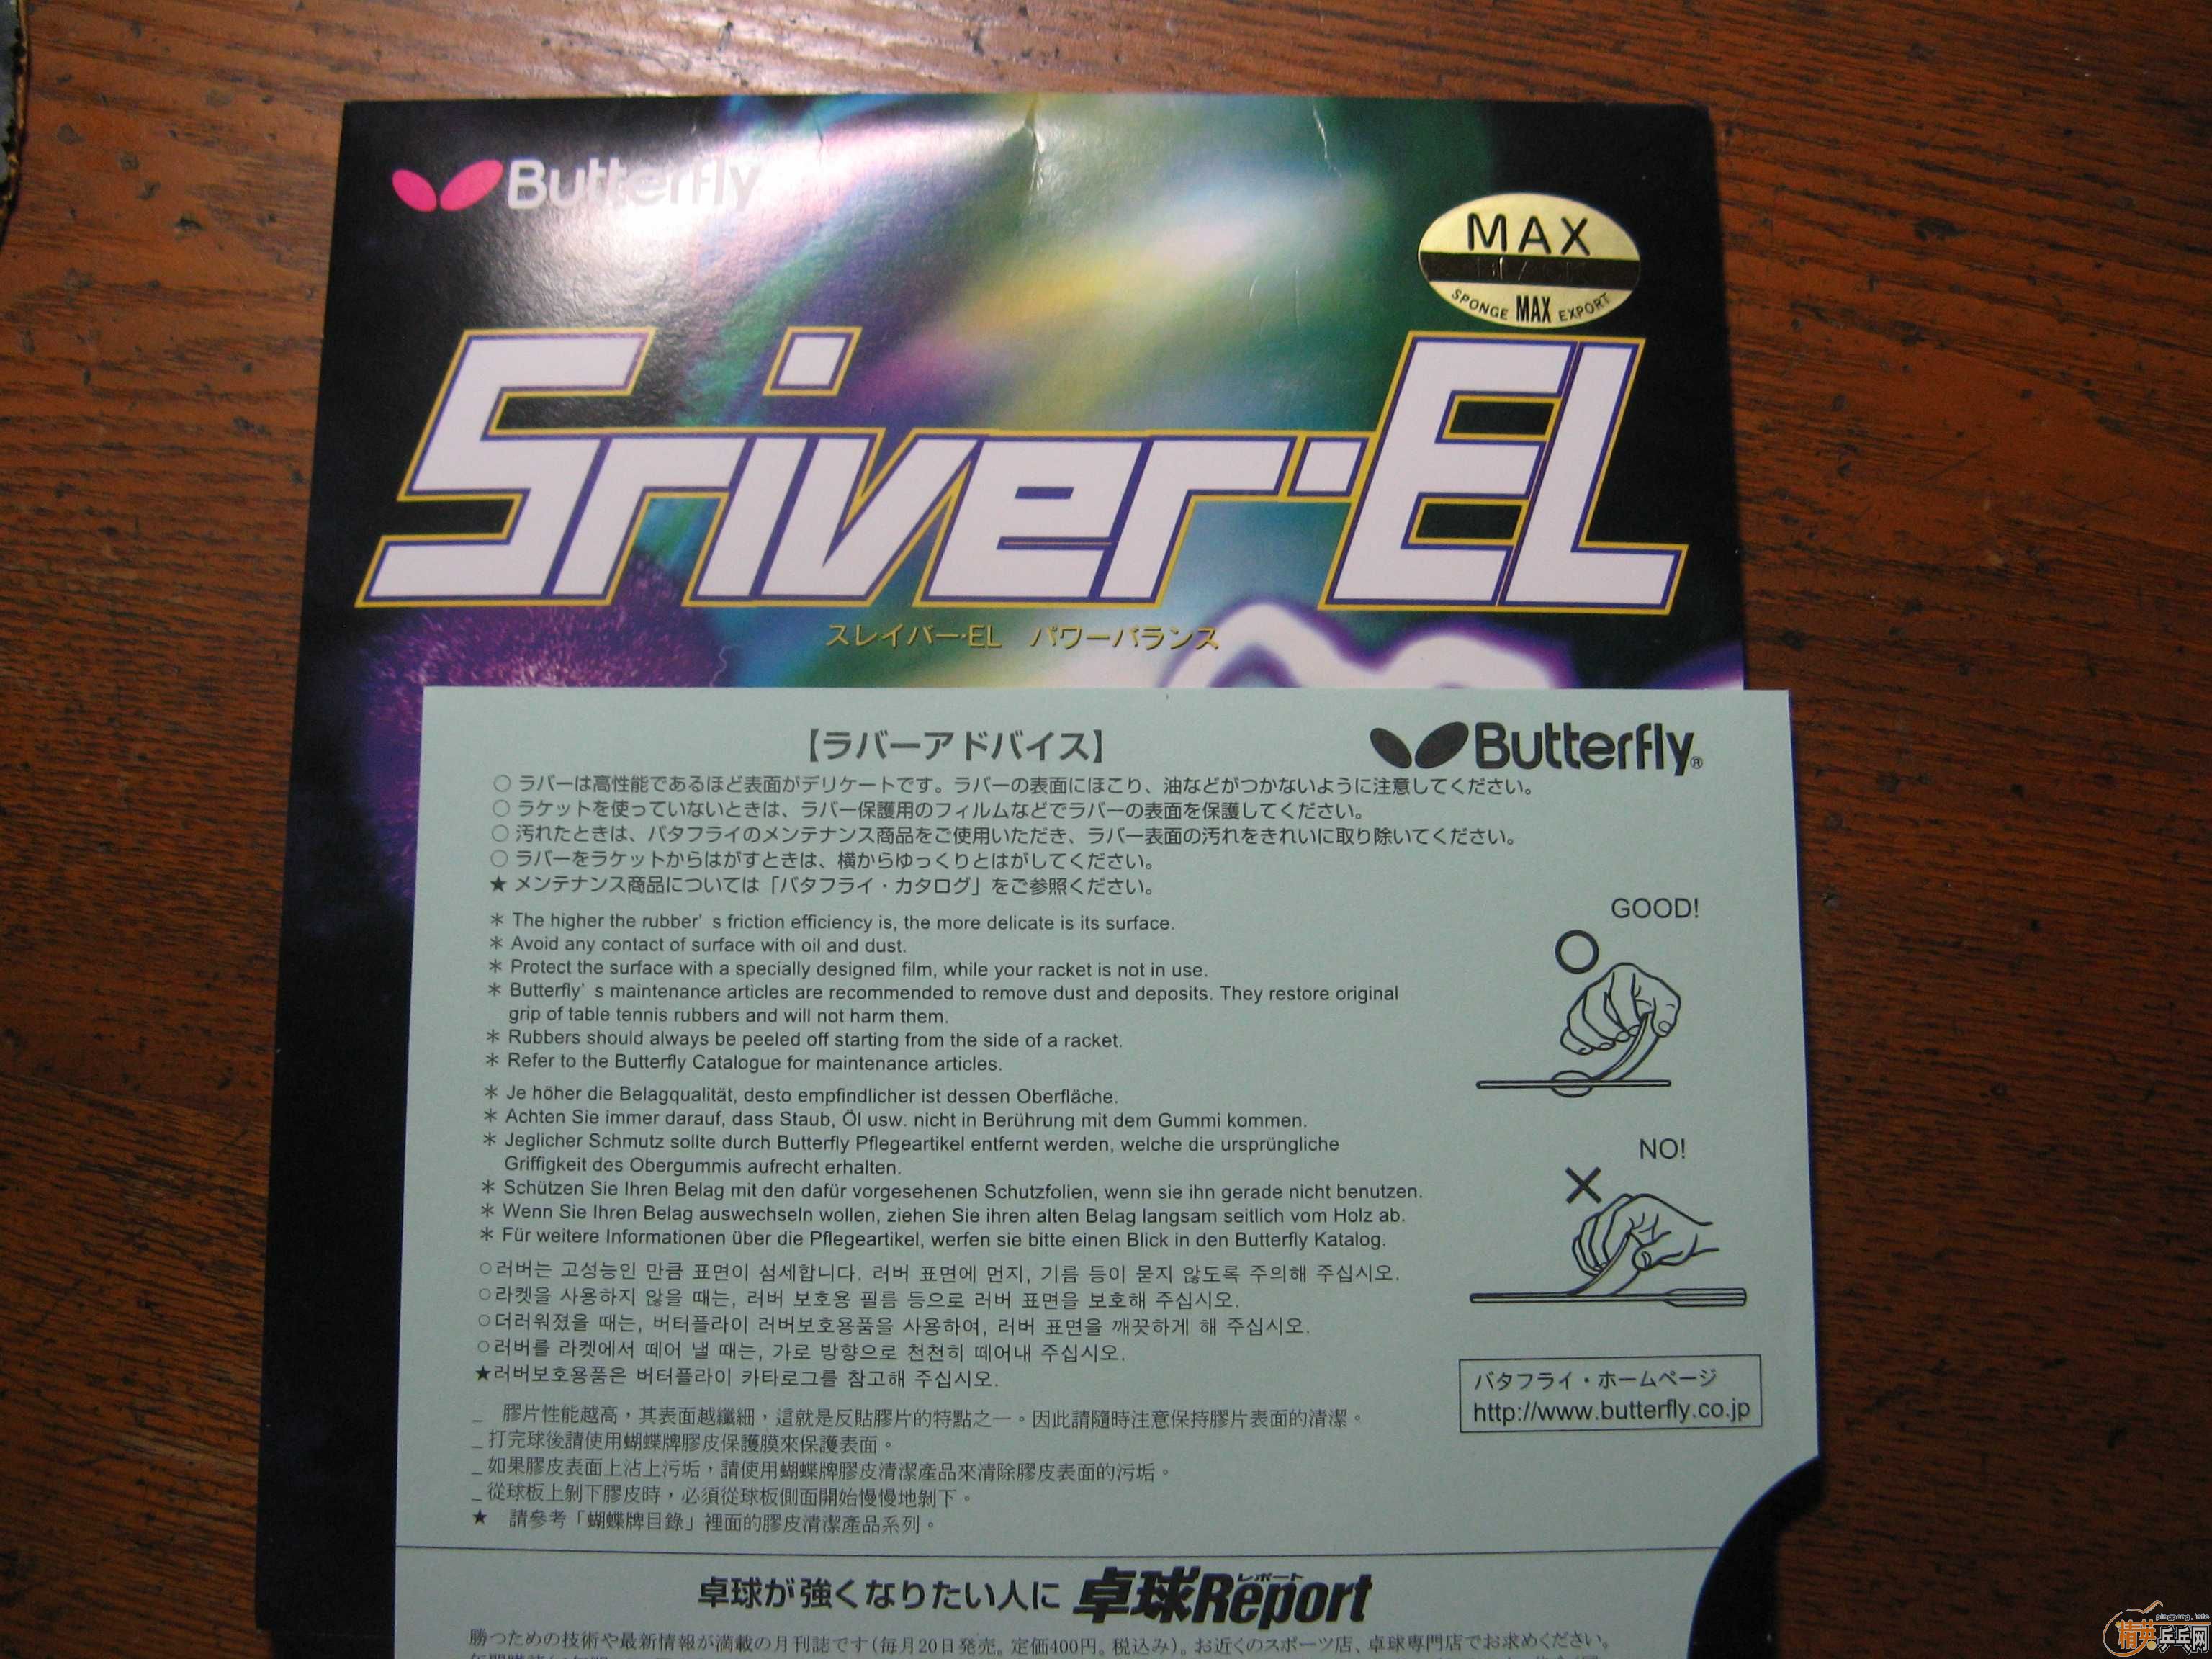 Butterfly
MAX
SPONGE MAX EXPORT
Sriver·EL
スレイバー·EL パワーバランス
【ラバーアドバイス】
Butterfly®
○ ラバーは高性能であるほど表面がデリケートです。ラバーの表面にほこり、油などがつかないように注意してください。
○ ラケットを使っていないときは、ラバー保護用のフィルムなどでラバーの表面を保護してください。
○ 汚れたときは、バタフライのメンテナンス商品をご使用いただき、ラバー表面の汚れをきれいに取り除いてください。
○ ラバーをラケットからはがすときは、横からゆっくりとはがしてください。
★ メンテナンス商品については「バタフライ・カタログ」をご参照ください。
＊ The higher the rubber’ s friction efficiency is, the more delicate is its surface.
＊ Avoid any contact of surface with oil and dust.
＊ Protect the surface with a specially designed film, while your racket is not in use.
＊ Butterfly’ s maintenance articles are recommended to remove dust and deposits. They restore original
grip of table tennis rubbers and will not harm them.
＊ Rubbers should always be peeled off starting from the side of a racket.
＊ Refer to the Butterfly Catalogue for maintenance articles.
＊ Je höher die Belagqualität, desto empfindlicher ist dessen Oberfläche.
＊ Achten Sie immer darauf, dass Staub, Öl usw. nicht in Berührung mit dem Gummi kommen.
＊ Jeglicher Schmutz sollte durch Butterfly Pflegeartikel entfernt werden, welche die ursprüngliche
Griffigkeit des Obergummis aufrecht erhalten.
＊ Schützen Sie Ihren Belag mit den dafür vorgesehenen Schutzfolien, wenn sie ihn gerade nicht benutzen.
＊ Wenn Sie Ihren Belag auswechseln wollen, ziehen Sie ihren alten Belag langsam seitlich vom Holz ab.
＊ Für weitere Informationen über die Pflegeartikel, werfen sie bitte einen Blick in den Butterfly Katalog.
○러버는 고성능인 만큼 표면이 섬세합니다. 러버 표면에 먼지, 기름 등이 묻지 않도록 주의해 주십시오.
○라켓을 사용하지 않을 때는, 러버 보호용 필름 등으로 러버 표면을 보호해 주십시오.
○더러워졌을 때는, 버터플라이 러버보호용품을 사용하여, 러버 표면을 깨끗하게 해 주십시오.
○러버를 라켓에서 떼어 낼 때는, 가로 방향으로 천천히 떼어내 주십시오.
★러버보호용품은 버터플라이 카타로그를 참고해 주십시오.
_ 膠片性能越高，其表面越纖細，這就是反貼膠片的特點之一。因此請隨時注意保持膠片表面的清潔。
_ 打完球後請使用蝴蝶牌膠皮保護膜來保護表面。
_ 如果膠皮表面上沾上污垢，請使用蝴蝶牌膠皮清潔產品來清除膠皮表面的污垢。
_ 從球板上剝下膠皮時，必須從球板側面開始慢慢地剝下。
★ 請參考「蝴蝶牌目錄」裡面的膠皮清潔產品系列。
GOOD!
NO!
バタフライ・ホームページ
http://www.butterfly.co.jp
卓球が強くなりたい人に 卓球Report
レポート
勝つための技術や最新情報が満載の月刊誌です(毎月20日発売。定価400円。税込み)。お近くのスポーツ店、卓球専門店でお求めください。
pingpang.info
精英乒乓网